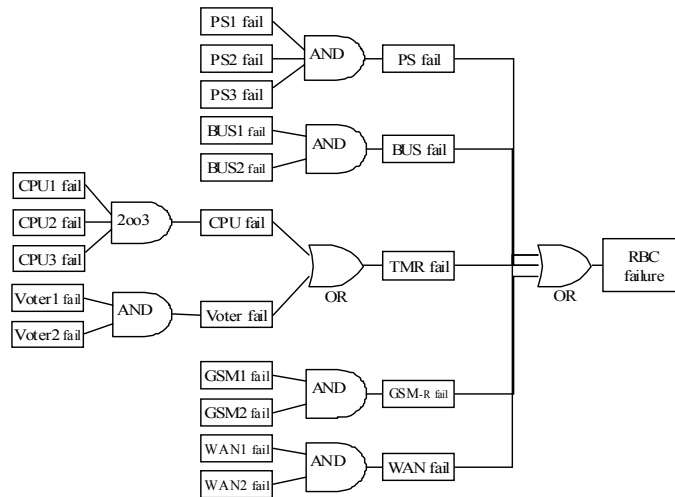 PS1 fail
PS2 fail
PS3 fail
AND
PS fail
BUS1 fail
BUS2 fail
AND
BUS fail
CPU1 fail
CPU2 fail
CPU3 fail
2oo3
CPU fail
Voter1 fail
Voter2 fail
AND
Voter fail
OR
TMR fail
OR
RBC
failure
GSM1 fail
GSM2 fail
AND
GSM-R fail
WAN1 fail
WAN2 fail
AND
WAN fail